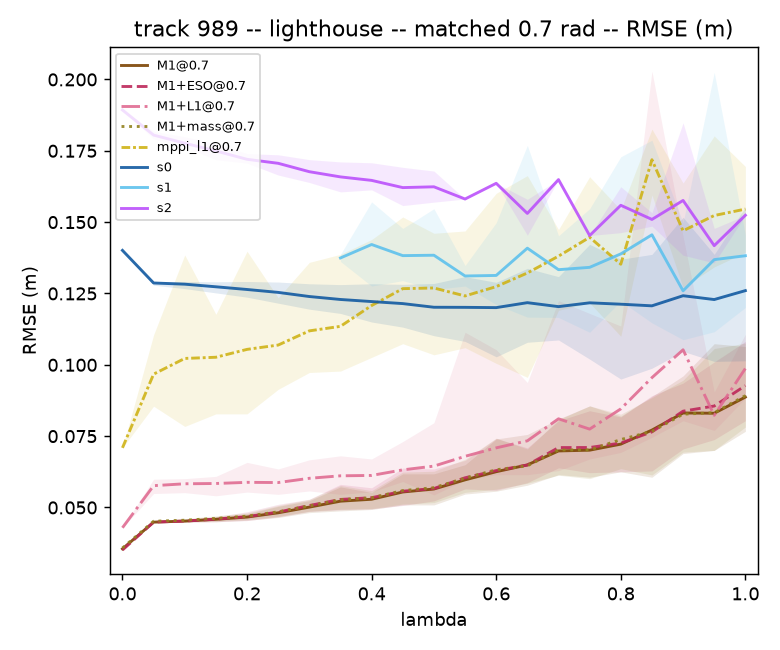 track 989 -- lighthouse -- matched 0.7 rad -- RMSE (m)
RMSE (m)
0.200
0.175
0.150
0.125
0.100
0.075
0.050
M1@0.7
M1+ESO@0.7
M1+L1@0.7
M1+mass@0.7
mppi_l1@0.7
s0
s1
s2
0.0 0.2 0.4 0.6 0.8 1.0
lambda